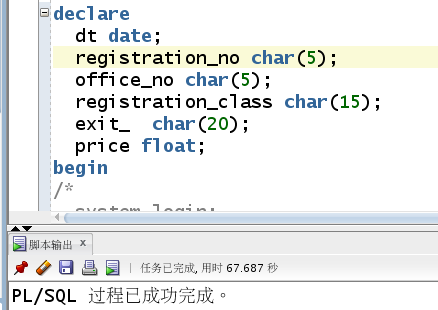 declare
dt date;
registration_no char(5);
office_no char(5);
registration_class char(15);
exit_  char(20);
price float;
begin
/*
system_login;
脚本输出 x
任务已完成, 用时 67.687 秒
PL/SQL 过程已成功完成。